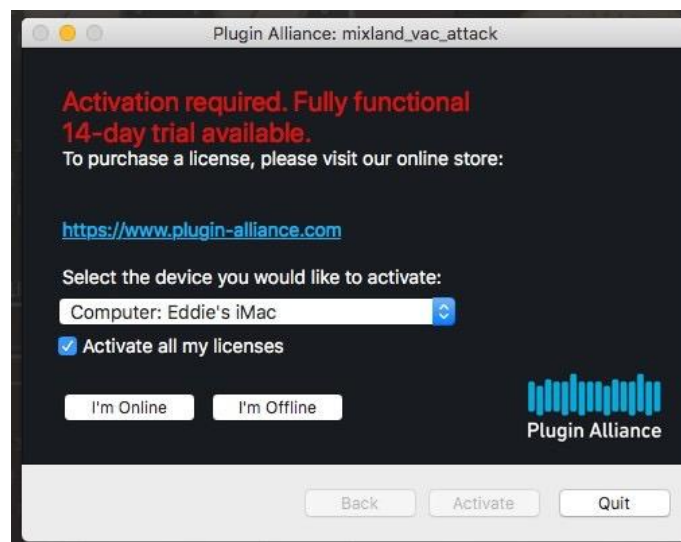 Plugin Alliance: mixland_vac_attack
Activation required. Fully functional
14-day trial available.
To purchase a license, please visit our online store:
https://www.plugin-alliance.com
Select the device you would like to activate:
Computer: Eddie's iMac
Activate all my licenses
I'm Online I'm Offline
Plugin Alliance
Back Activate Quit